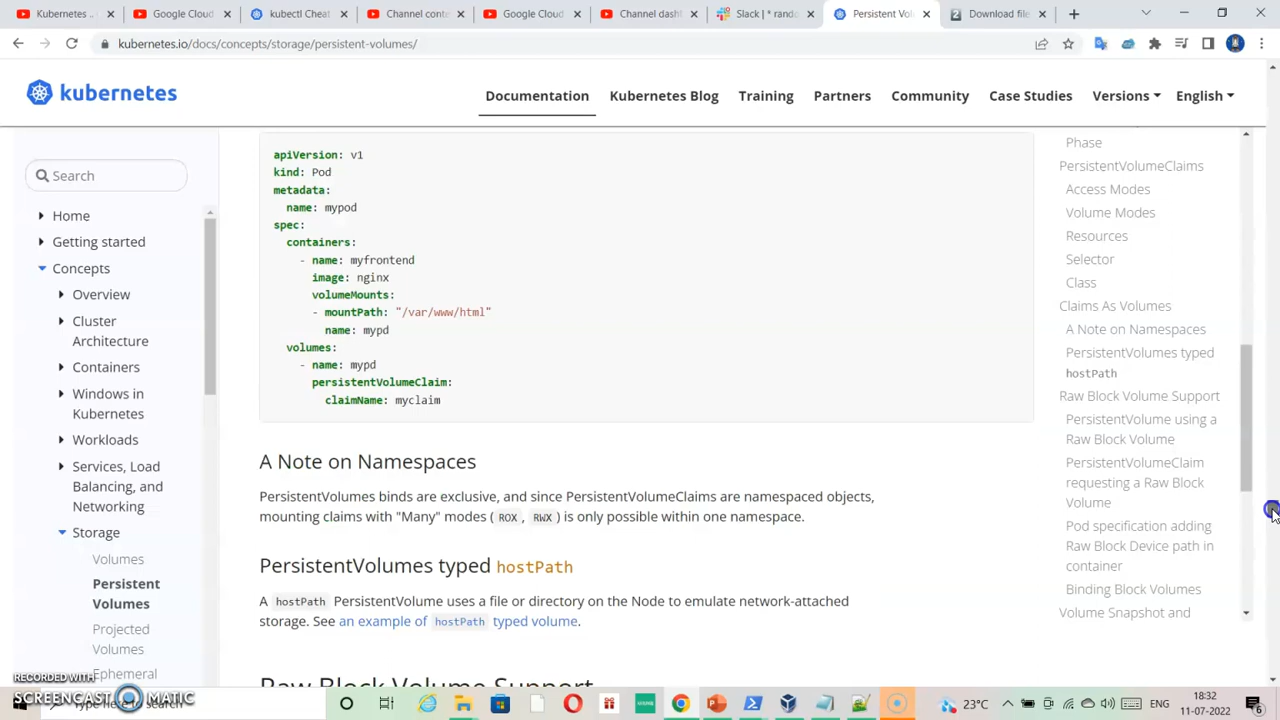 Kubernetes
Google Cloud
kubectl Cheat
Channel conte
Google Cloud
Channel dashb
Slack | * rando
Persistent Vol
Download file
kubernetes.io/docs/concepts/storage/persistent-volumes/
kubernetes
Documentation
Kubernetes Blog
Training
Partners
Community
Case Studies
Versions
English
Search
Home
Getting started
Concepts
Overview
Cluster
Architecture
Containers
Windows in
Kubernetes
Workloads
Services, Load
Balancing, and
Networking
Storage
Volumes
Persistent
Volumes
Projected
Volumes
Ephemeral
apiVersion: v1
kind: Pod
metadata:
name: mypod
spec:
containers:
- name: myfrontend
image: nginx
volumeMounts:
- mountPath: "/var/www/html"
name: mypd
volumes:
- name: mypd
persistentVolumeClaim:
claimName: myclaim
A Note on Namespaces
PersistentVolumes binds are exclusive, and since PersistentVolumeClaims are namespaced objects,
mounting claims with "Many" modes ( ROX , RWX ) is only possible within one namespace.
PersistentVolumes typed hostPath
A hostPath PersistentVolume uses a file or directory on the Node to emulate network-attached
storage. See an example of hostPath typed volume.
Raw Block Volume Support
Phase
PersistentVolumeClaims
Access Modes
Volume Modes
Resources
Selector
Class
Claims As Volumes
A Note on Namespaces
PersistentVolumes typed
hostPath
Raw Block Volume Support
PersistentVolume using a
Raw Block Volume
PersistentVolumeClaim
requesting a Raw Block
Volume
Pod specification adding
Raw Block Device path in
container
Binding Block Volumes
Volume Snapshot and
RECORDED WITH
SCREENCAST MATIC
Type here to search
23°C
ENG
18:32
11-07-2022
6